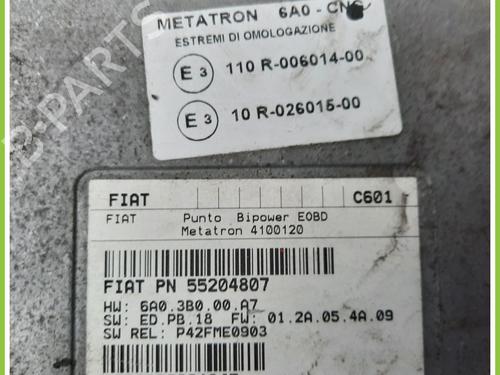 METATRON 6A0 - CNG
ESTREMI DI OMOLOGAZIONE
E 3 110 R-006014-00
E 3 10 R-026015-00
FIAT C601
FIAT Punto Bipower EOBD
Metatron 4100120
FIAT PN 55204807
HW: 6A0.3B0.00.A7
SW: ED.PB.18 FW: 01.2A.05.4A.09
SW REL: P42FME0903